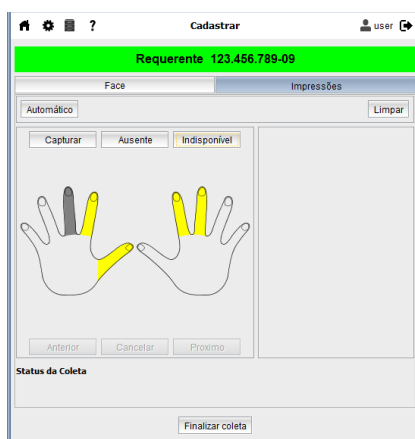 ? Cadastrar user
Requerente 123.456.789-09
Face Impressões
Automático Limpar
Capturar Ausente Indisponível
Anterior Cancelar Proximo
Status da Coleta
Finalizar coleta